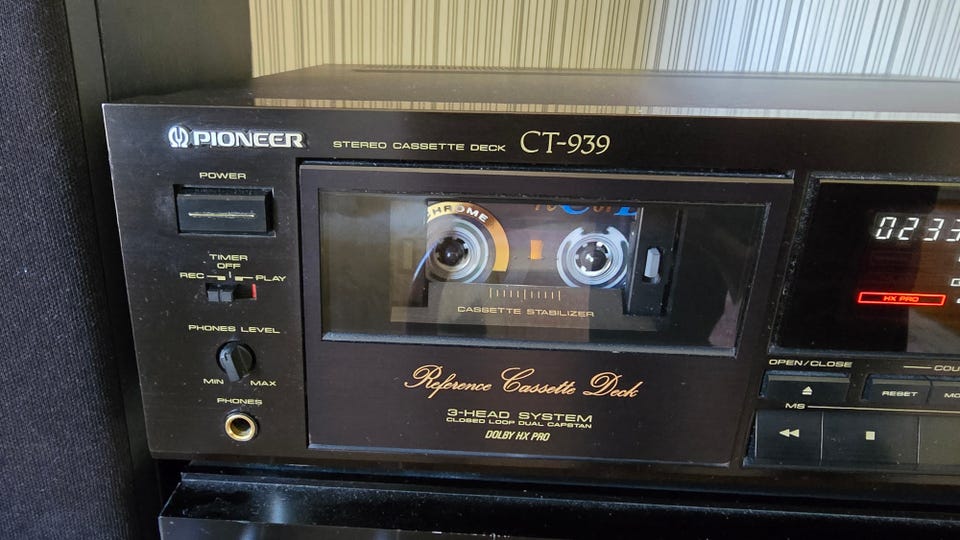 PIONEER STEREO CASSETTE DECK CT-939
POWER
TIMER
OFF
REC PLAY
PHONES LEVEL
MIN MAX
PHONES
CHROME
CASSETTE STABILIZER
Reference Cassette Deck
3-HEAD SYSTEM
CLOSED LOOP DUAL CAPSTAN
DOLBY HX PRO
0233
HX PRO
OPEN/CLOSE
RESET
MS